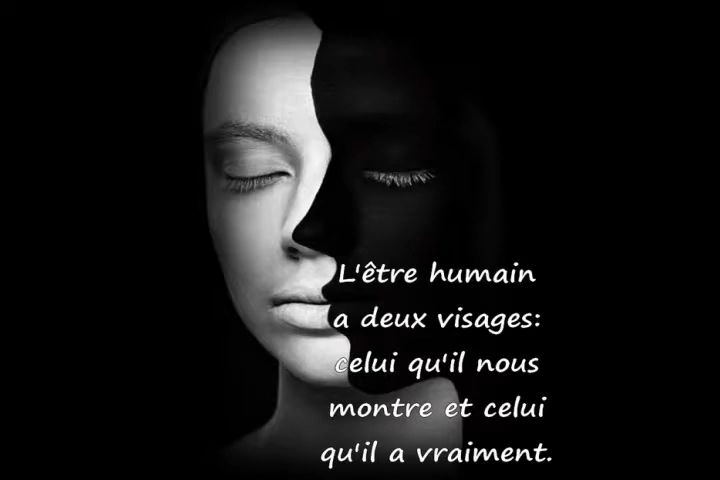 L'être humain
a deux visages:
celui qu'il nous
montre et celui
qu'il a vraiment.